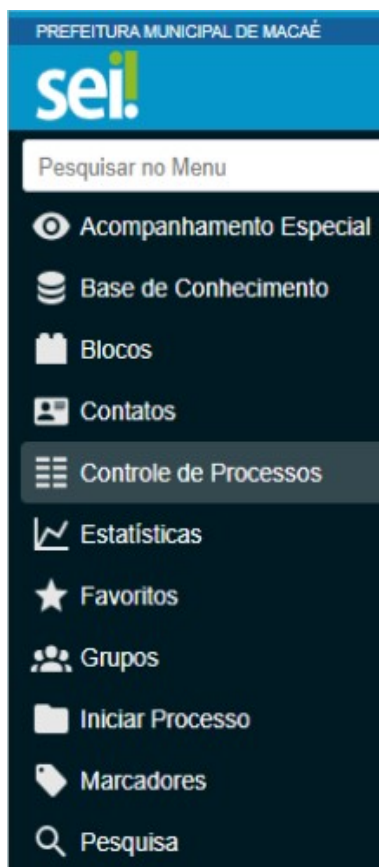 PREFEITURA MUNICIPAL DE MACAÉ
sei!
Pesquisar no Menu
Acompanhamento Especial
Base de Conhecimento
Blocos
Contatos
Controle de Processos
Estatísticas
Favoritos
Grupos
Iniciar Processo
Marcadores
Pesquisa